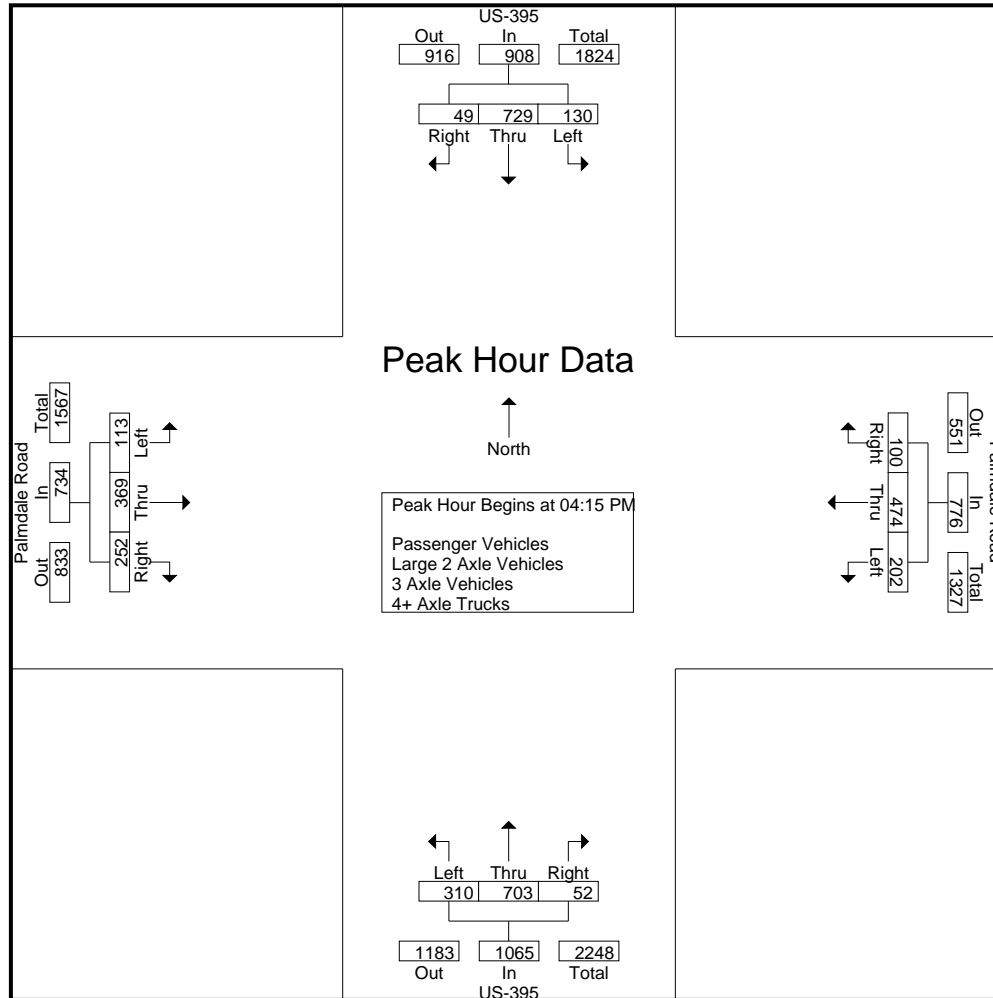 US-395
Out In Total
916 908 1824
49 729 130
Right Thru Left
Peak Hour Data
North
Peak Hour Begins at 04:15 PM
Passenger Vehicles
Large 2 Axle Vehicles
3 Axle Vehicles
4+ Axle Trucks
Palmdale Road
Total In Out
1567 734 833
113 369 252
Left Thru Right
Right Thru Left
100 474 202
551 776 1327
Out In Total
Palmdale Road
Left Thru Right
310 703 52
1183 1065 2248
Out In Total
US-395